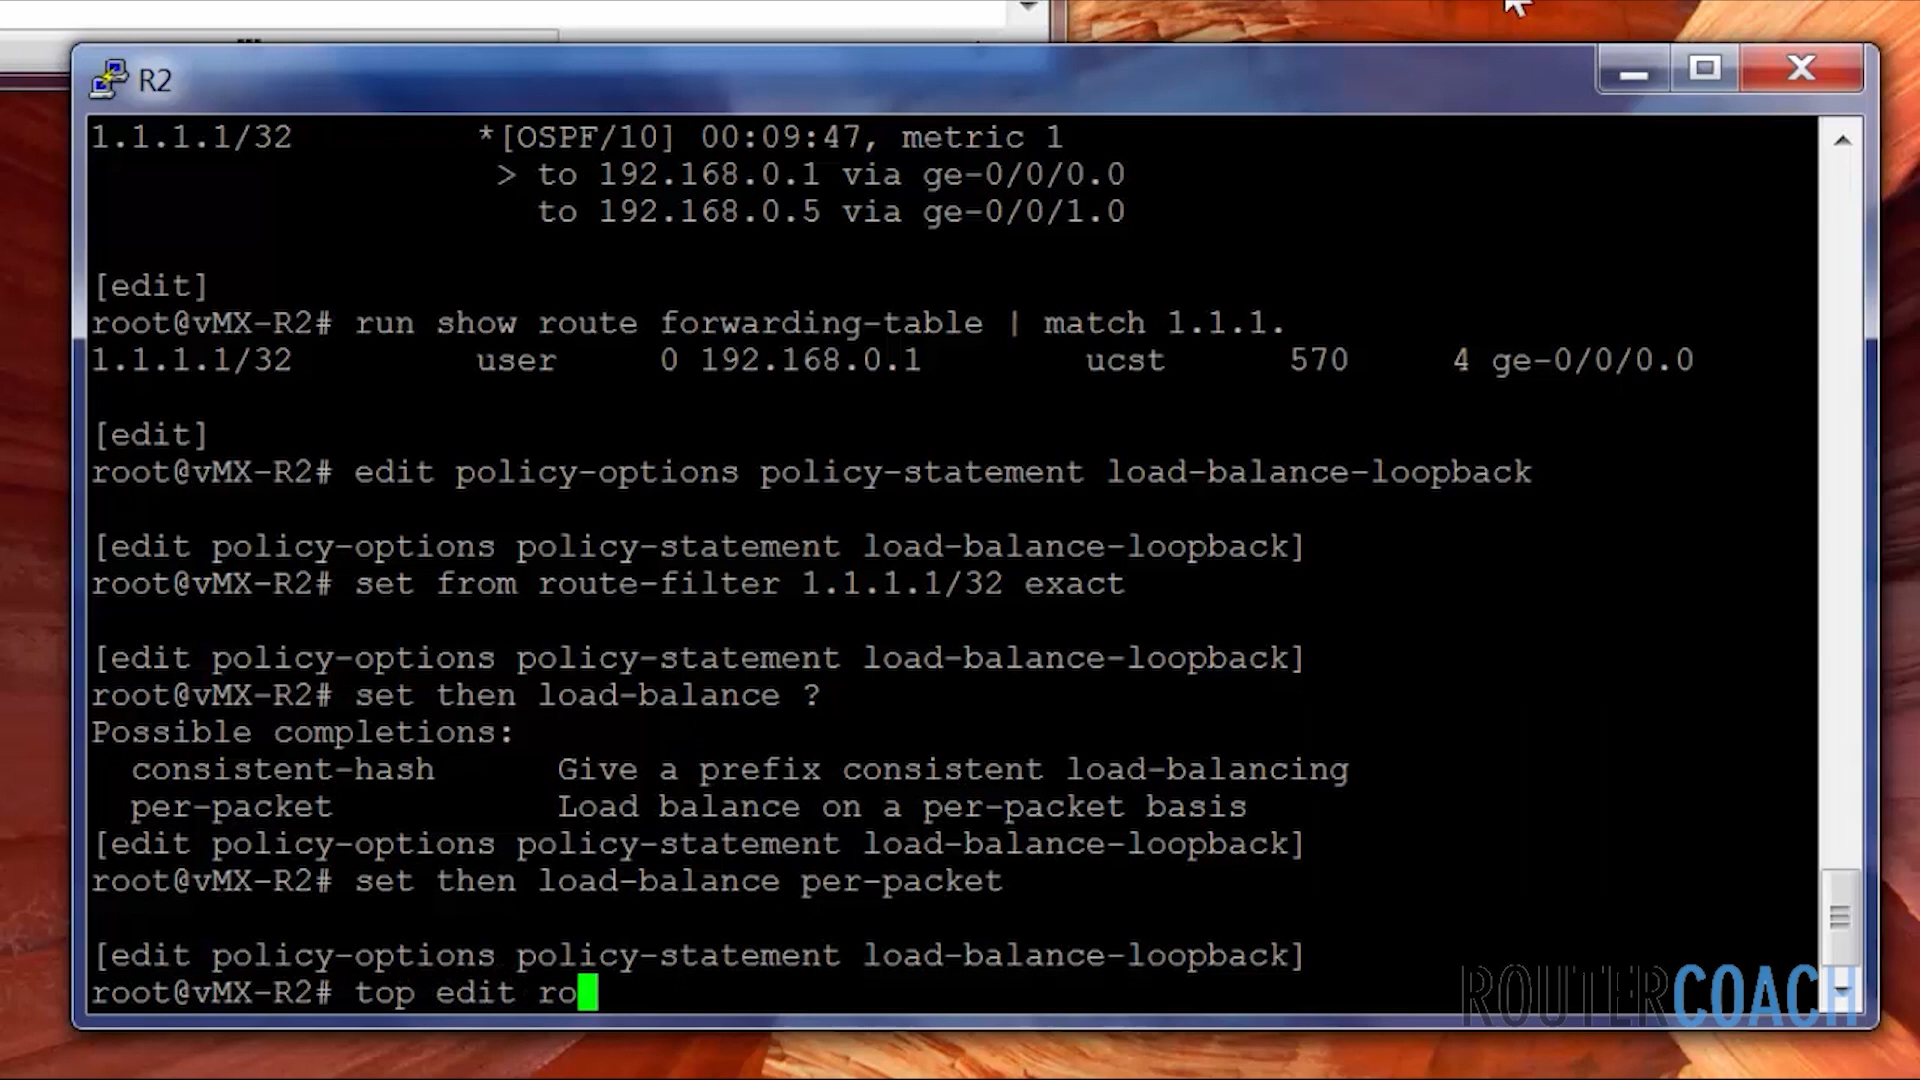 R2
1.1.1.1/32 *[OSPF/10] 00:09:47, metric 1
> to 192.168.0.1 via ge-0/0/0.0
to 192.168.0.5 via ge-0/0/1.0
[edit]
root@vMX-R2# run show route forwarding-table | match 1.1.1.
1.1.1.1/32 user 0 192.168.0.1 ucst 570 4 ge-0/0/0.0
[edit]
root@vMX-R2# edit policy-options policy-statement load-balance-loopback
[edit policy-options policy-statement load-balance-loopback]
root@vMX-R2# set from route-filter 1.1.1.1/32 exact
[edit policy-options policy-statement load-balance-loopback]
root@vMX-R2# set then load-balance ?
Possible completions:
consistent-hash Give a prefix consistent load-balancing
per-packet Load balance on a per-packet basis
[edit policy-options policy-statement load-balance-loopback]
root@vMX-R2# set then load-balance per-packet
[edit policy-options policy-statement load-balance-loopback]
root@vMX-R2# top edit ro
ROUTERCOACH